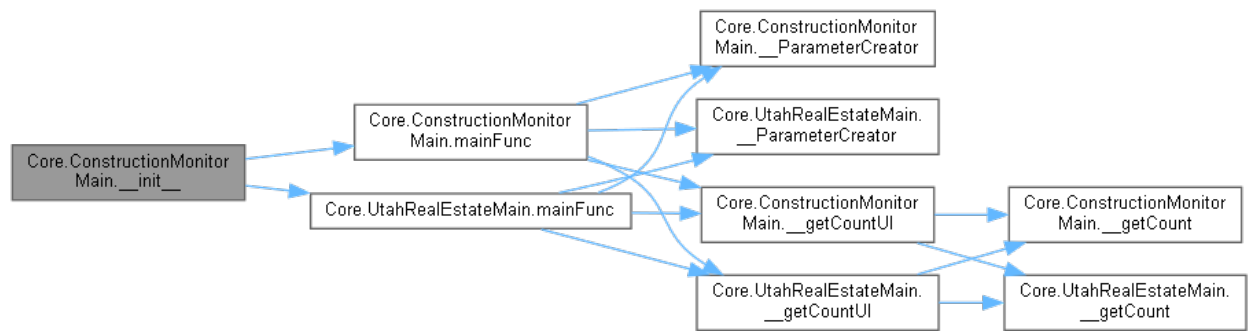 Core.ConstructionMonitor
Main.__init__
Core.ConstructionMonitor
Main.mainFunc
Core.UtahRealEstateMain.mainFunc
Core.ConstructionMonitor
Main.__ParameterCreator
Core.UtahRealEstateMain.
__ParameterCreator
Core.ConstructionMonitor
Main.__getCountUI
Core.UtahRealEstateMain.
__getCountUI
Core.ConstructionMonitor
Main.__getCount
Core.UtahRealEstateMain.
__getCount